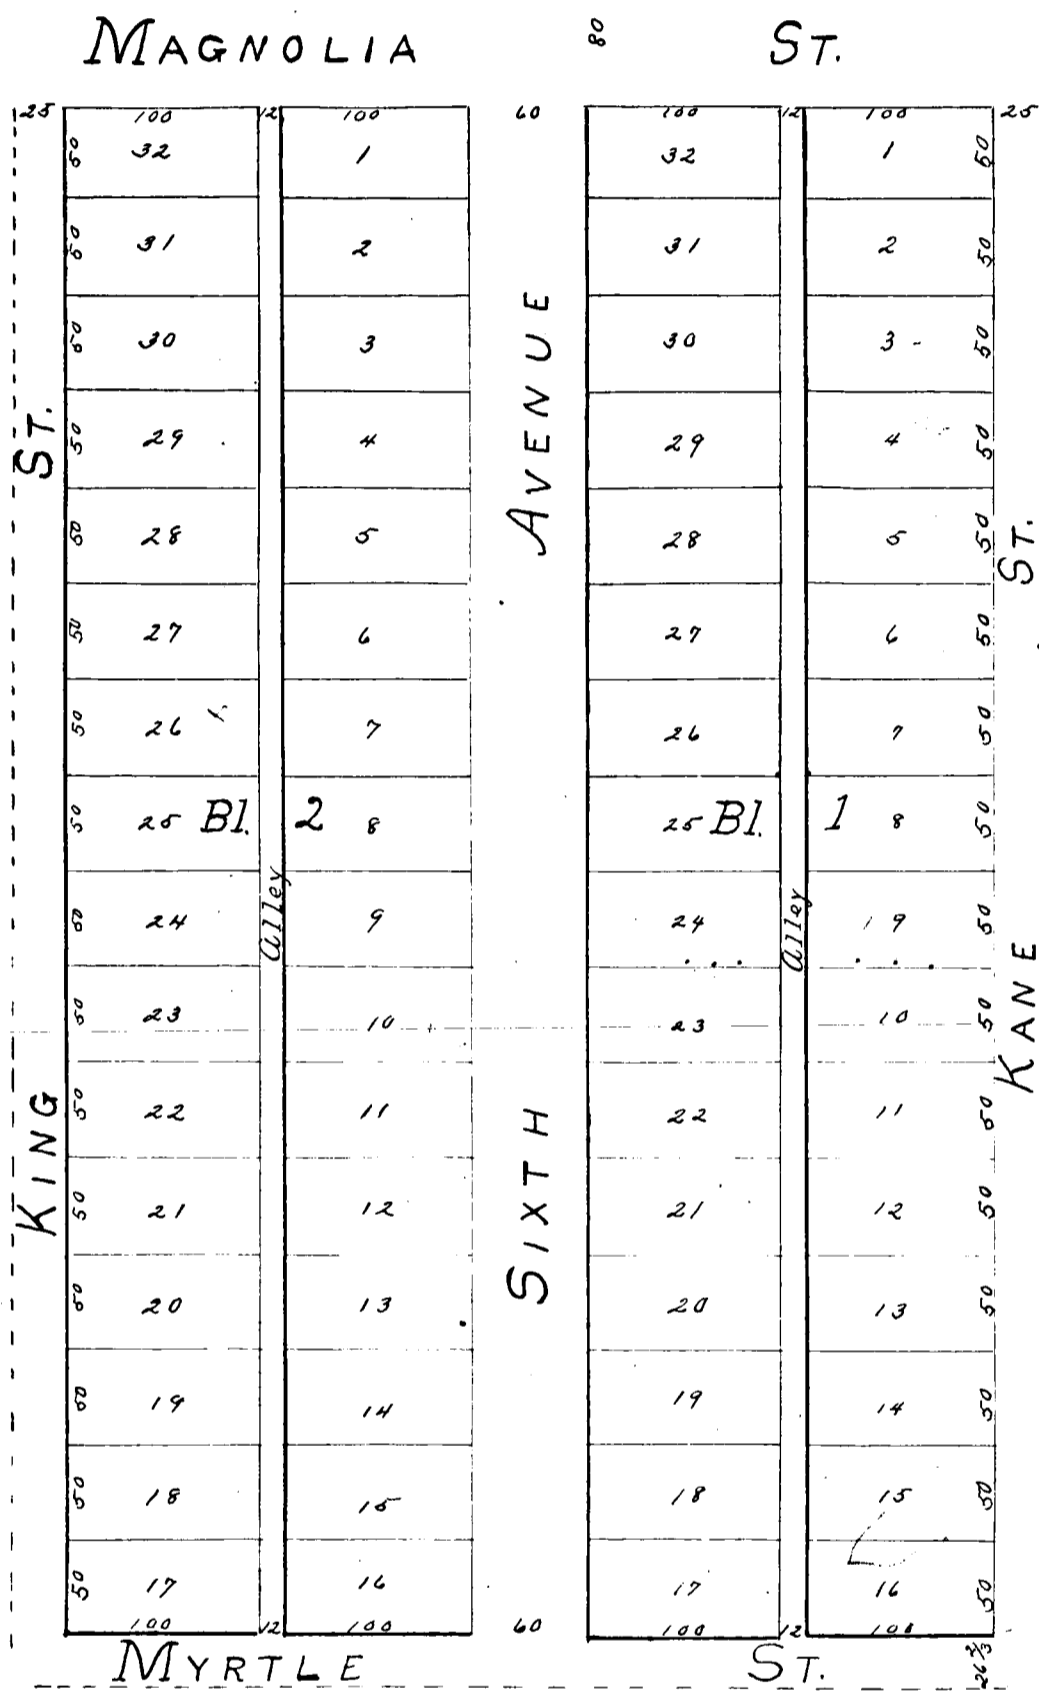 MAGNOLIA 80 ST.
25 100 12 100 60 100 12 100 25
50 32 1 32 1 50
50 31 2 31 2 50
50 30 3 30 3 50
50 29 4 29 4 50
50 28 5 28 5 50
50 27 6 27 6 50
50 26 7 26 7 50
50 25 Bl. 2 8 25 Bl. 1 8 50
50 24 9 24 9 50
50 23 10 23 10 50
50 22 11 22 11 50
50 21 12 21 12 50
50 20 13 20 13 50
50 19 14 19 14 50
50 18 15 18 15 50
50 17 16 17 16 50
100 12 100 60 100 12 100
KING ST.
Alley
SIXTH AVENUE
Alley
KANE ST.
MYRTLE ST. 26 2/3